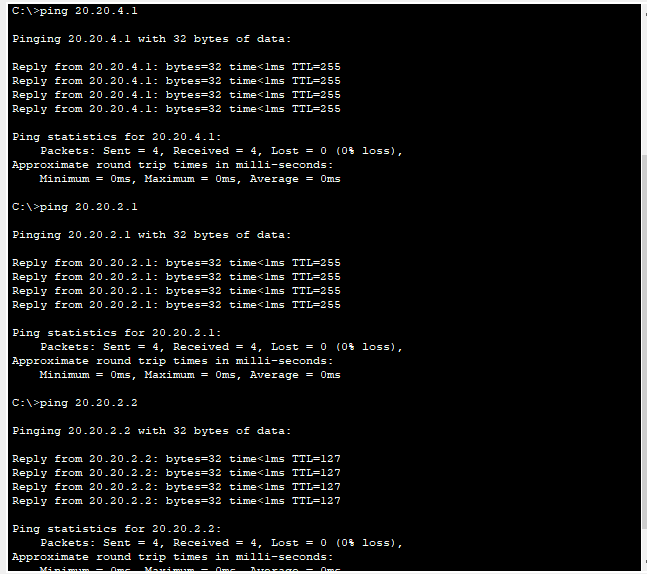 C:\>ping 20.20.4.1
Pinging 20.20.4.1 with 32 bytes of data:
Reply from 20.20.4.1: bytes=32 time<1ms TTL=255
Reply from 20.20.4.1: bytes=32 time<1ms TTL=255
Reply from 20.20.4.1: bytes=32 time<1ms TTL=255
Reply from 20.20.4.1: bytes=32 time<1ms TTL=255
Ping statistics for 20.20.4.1:
Packets: Sent = 4, Received = 4, Lost = 0 (0% loss),
Approximate round trip times in milli-seconds:
Minimum = 0ms, Maximum = 0ms, Average = 0ms
C:\>ping 20.20.2.1
Pinging 20.20.2.1 with 32 bytes of data:
Reply from 20.20.2.1: bytes=32 time<1ms TTL=255
Reply from 20.20.2.1: bytes=32 time<1ms TTL=255
Reply from 20.20.2.1: bytes=32 time<1ms TTL=255
Reply from 20.20.2.1: bytes=32 time<1ms TTL=255
Ping statistics for 20.20.2.1:
Packets: Sent = 4, Received = 4, Lost = 0 (0% loss),
Approximate round trip times in milli-seconds:
Minimum = 0ms, Maximum = 0ms, Average = 0ms
C:\>ping 20.20.2.2
Pinging 20.20.2.2 with 32 bytes of data:
Reply from 20.20.2.2: bytes=32 time<1ms TTL=127
Reply from 20.20.2.2: bytes=32 time<1ms TTL=127
Reply from 20.20.2.2: bytes=32 time<1ms TTL=127
Reply from 20.20.2.2: bytes=32 time<1ms TTL=127
Ping statistics for 20.20.2.2:
Packets: Sent = 4, Received = 4, Lost = 0 (0% loss),
Approximate round trip times in milli-seconds:
Minimum = 0ms, Maximum = 0ms, Average = 0ms